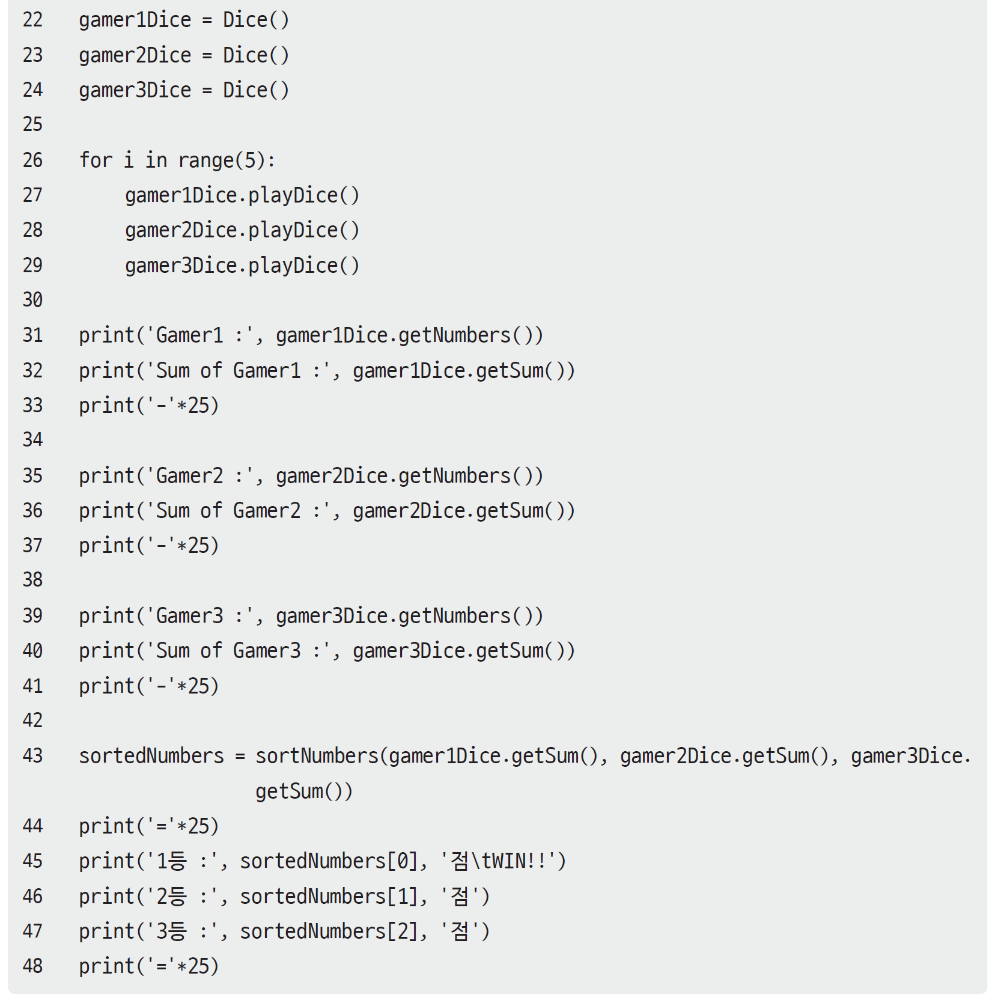 22 gamer1Dice = Dice()
23 gamer2Dice = Dice()
24 gamer3Dice = Dice()
25
26 for i in range(5):
27     gamer1Dice.playDice()
28     gamer2Dice.playDice()
29     gamer3Dice.playDice()
30
31 print('Gamer1 :', gamer1Dice.getNumbers())
32 print('Sum of Gamer1 :', gamer1Dice.getSum())
33 print('-'*25)
34
35 print('Gamer2 :', gamer2Dice.getNumbers())
36 print('Sum of Gamer2 :', gamer2Dice.getSum())
37 print('-'*25)
38
39 print('Gamer3 :', gamer3Dice.getNumbers())
40 print('Sum of Gamer3 :', gamer3Dice.getSum())
41 print('-'*25)
42
43 sortedNumbers = sortNumbers(gamer1Dice.getSum(), gamer2Dice.getSum(), gamer3Dice.
getSum())
44 print('='*25)
45 print('1등 :', sortedNumbers[0], '점\tWIN!!')
46 print('2등 :', sortedNumbers[1], '점')
47 print('3등 :', sortedNumbers[2], '점')
48 print('='*25)